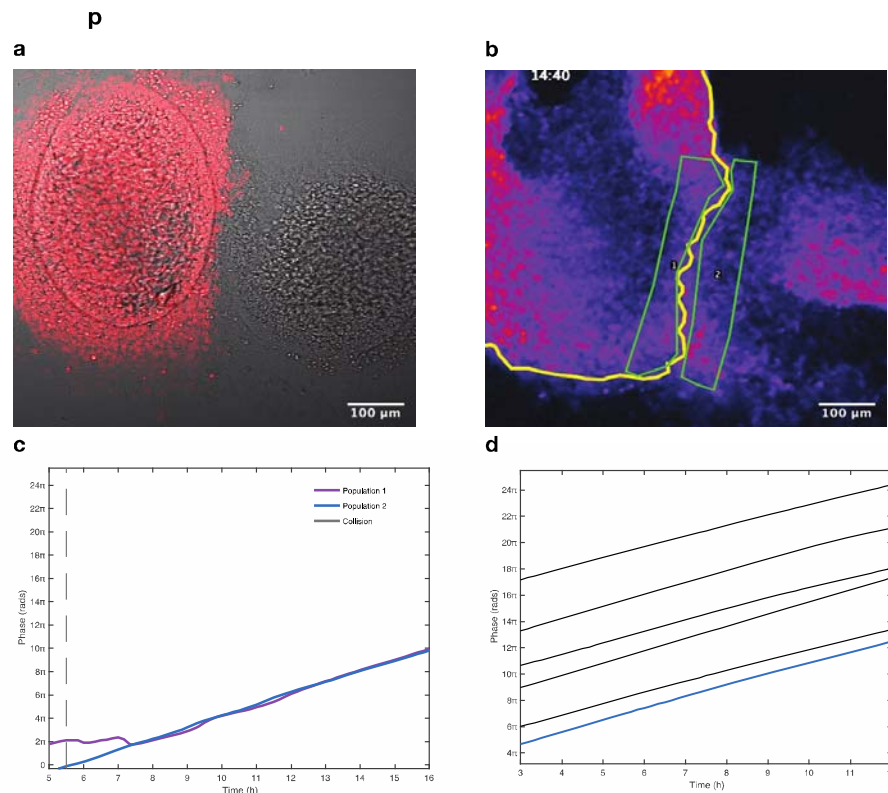 p
a
b
14:40
1
2
100 µm
100 µm
c
d
24π
22π
20π
18π
16π
14π
12π
10π
8π
6π
4π
2π
0
Phase (rads)
Population 1
Population 2
Collision
5 6 7 8 9 10 11 12 13 14 15 16
Time (h)
24π
22π
20π
18π
16π
14π
12π
10π
8π
6π
4π
Phase (rads)
3 4 5 6 7 8 9 10 11
Time (h)